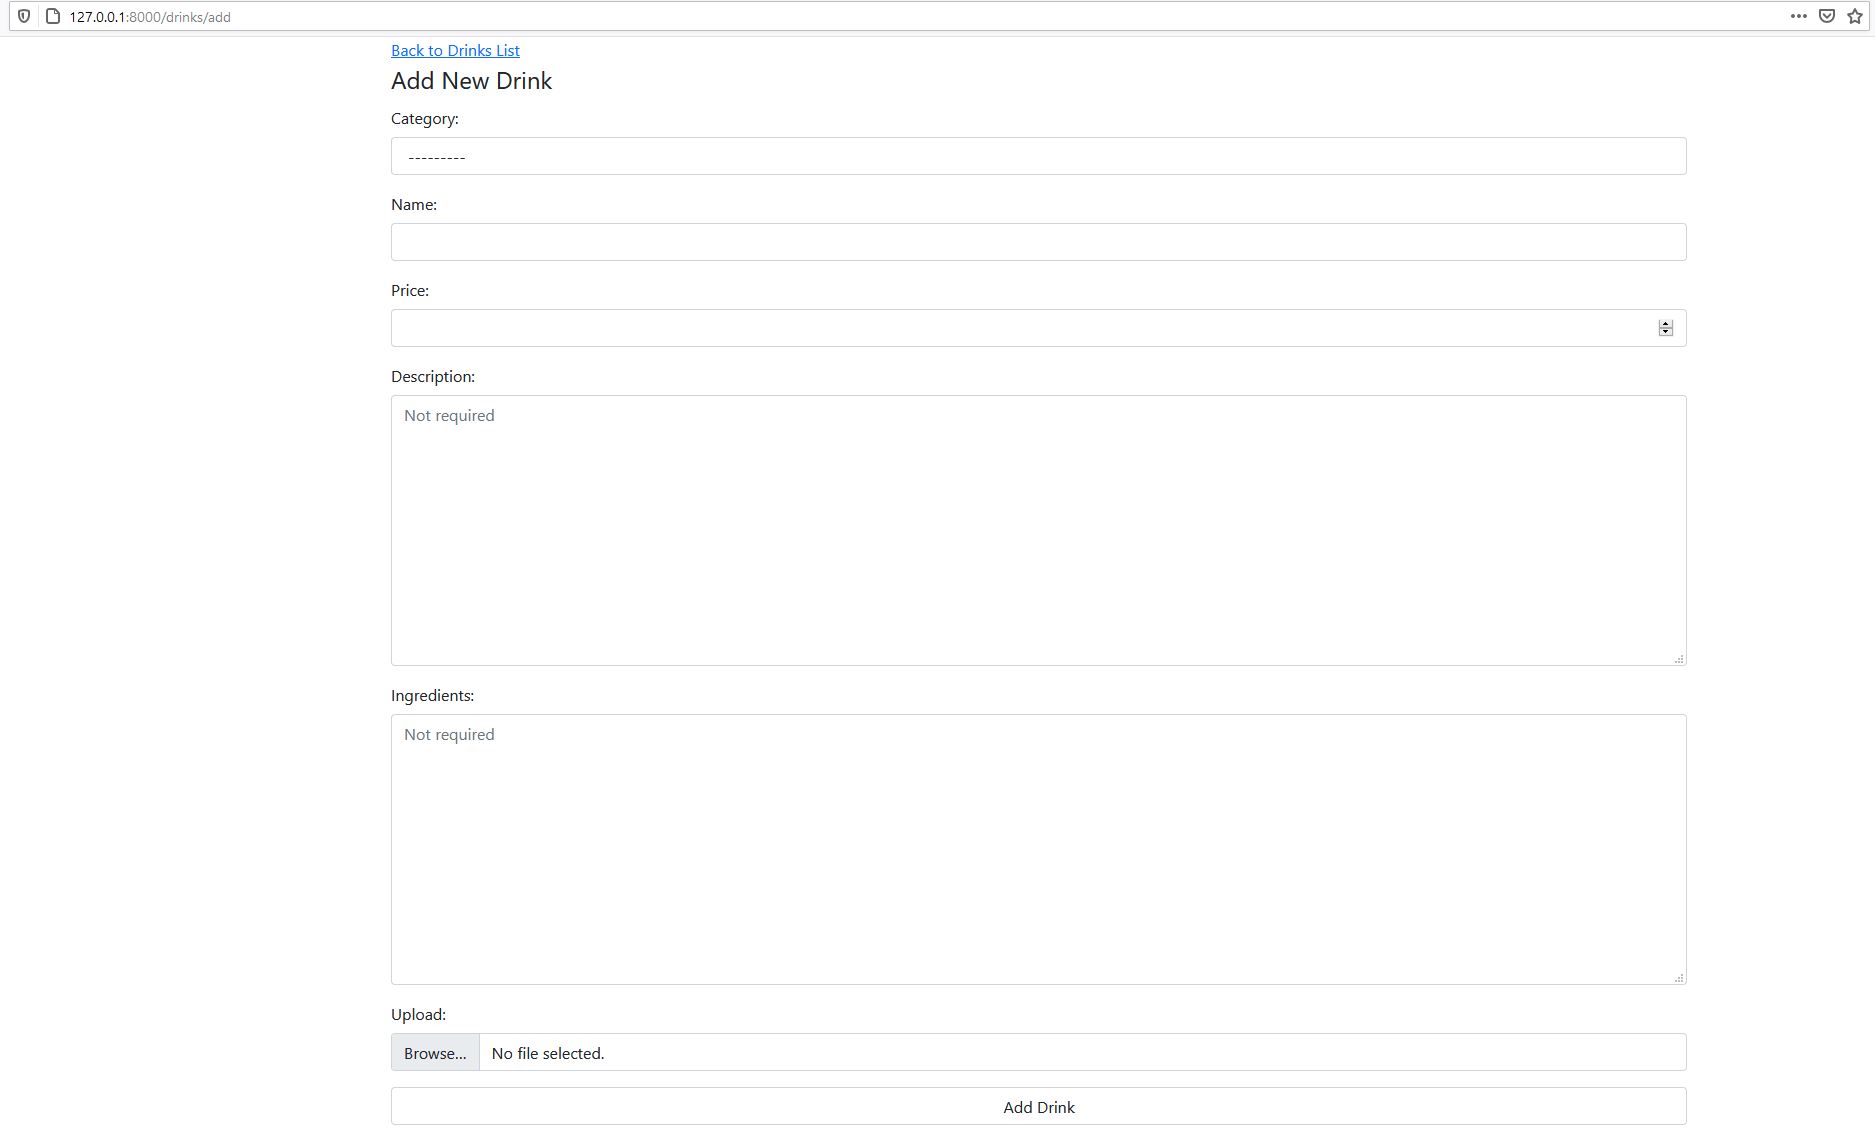 127.0.0.1:8000/drinks/add
Back to Drinks List
Add New Drink
Category:
---------
Name:
Price:
Description:
Not required
Ingredients:
Not required
Upload:
Browse... No file selected.
Add Drink